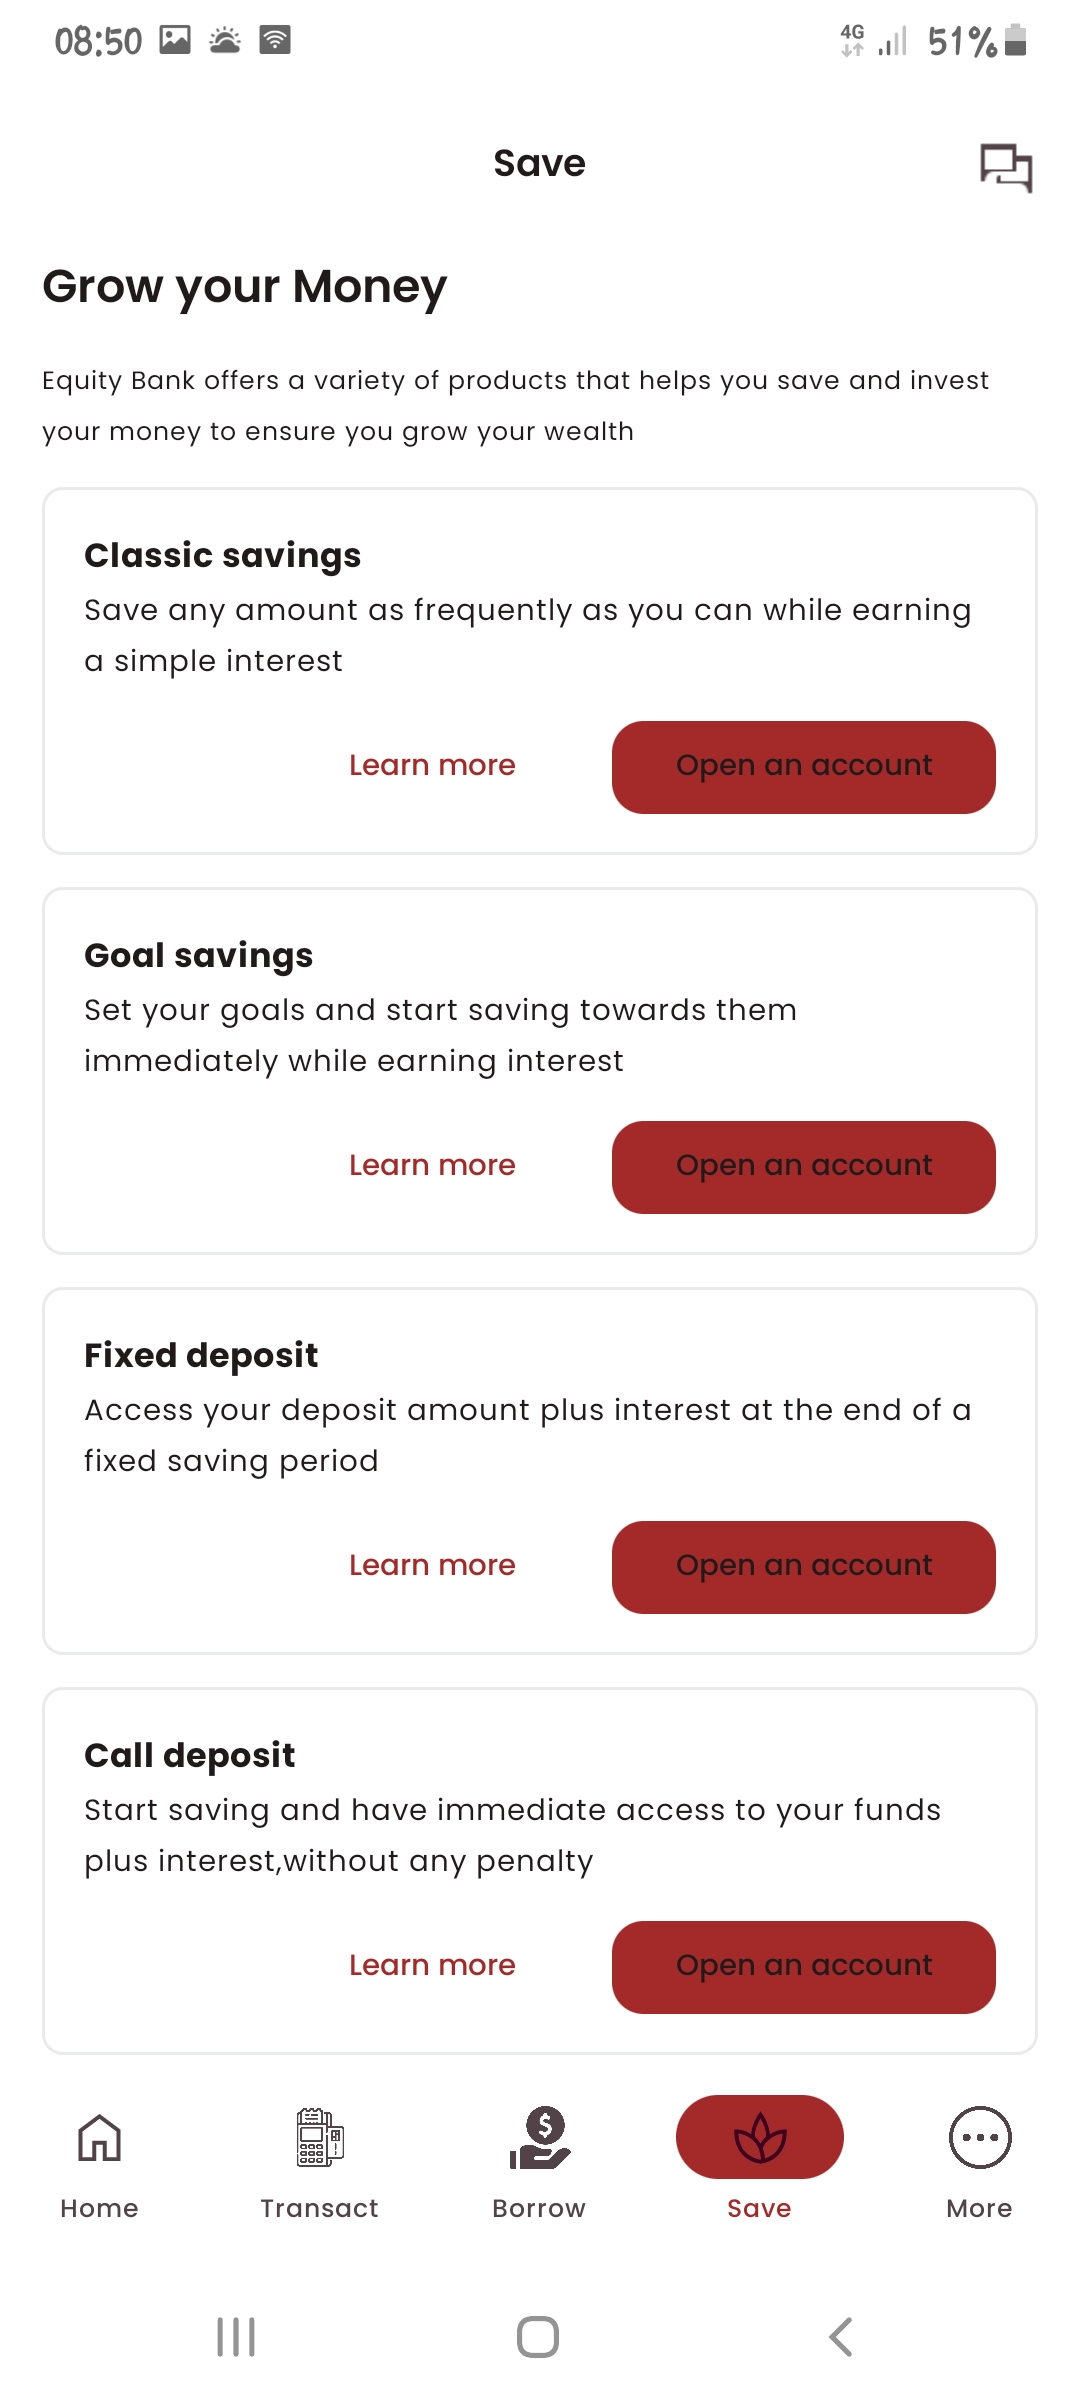 08:50
4G
51%
Save
Grow your Money
Equity Bank offers a variety of products that helps you save and invest
your money to ensure you grow your wealth
Classic savings
Save any amount as frequently as you can while earning
a simple interest
Learn more
Open an account
Goal savings
Set your goals and start saving towards them
immediately while earning interest
Learn more
Open an account
Fixed deposit
Access your deposit amount plus interest at the end of a
fixed saving period
Learn more
Open an account
Call deposit
Start saving and have immediate access to your funds
plus interest,without any penalty
Learn more
Open an account
Home
Transact
Borrow
Save
More